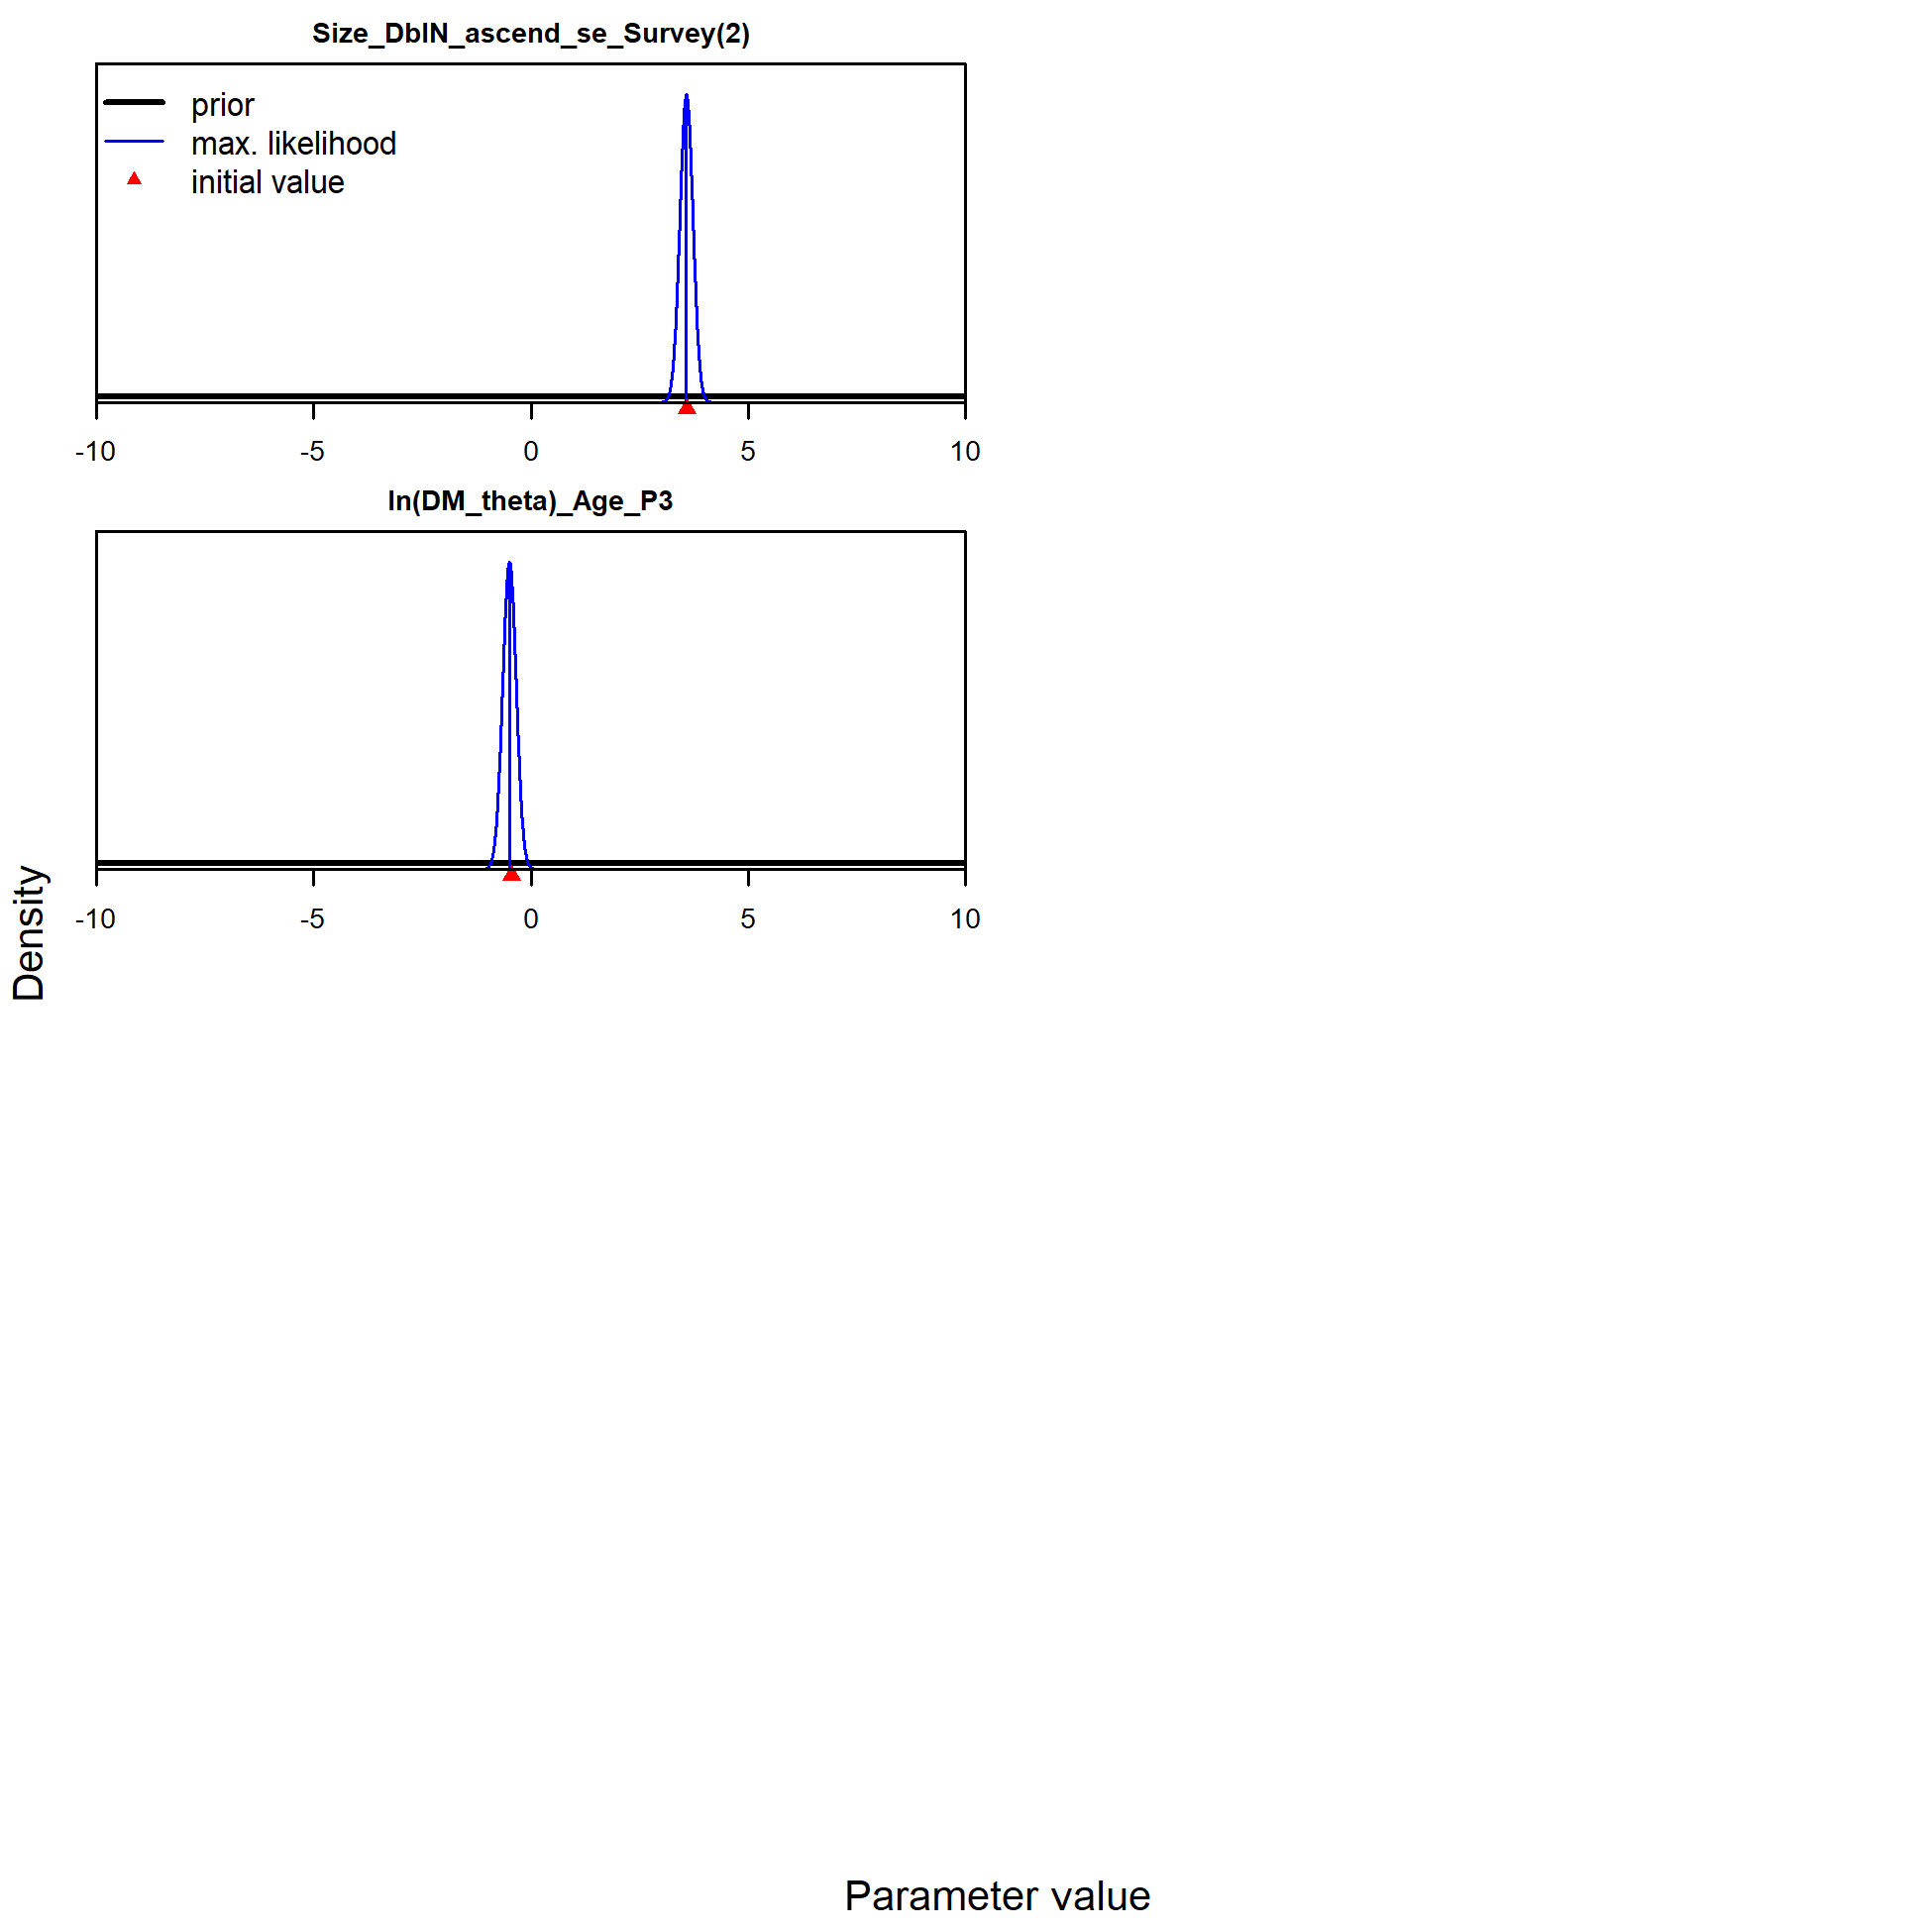 Size_DblN_ascend_se_Survey(2)
prior
max. likelihood
initial value
-10 -5 0 5 10
ln(DM_theta)_Age_P3
-10 -5 0 5 10
Density
Parameter value